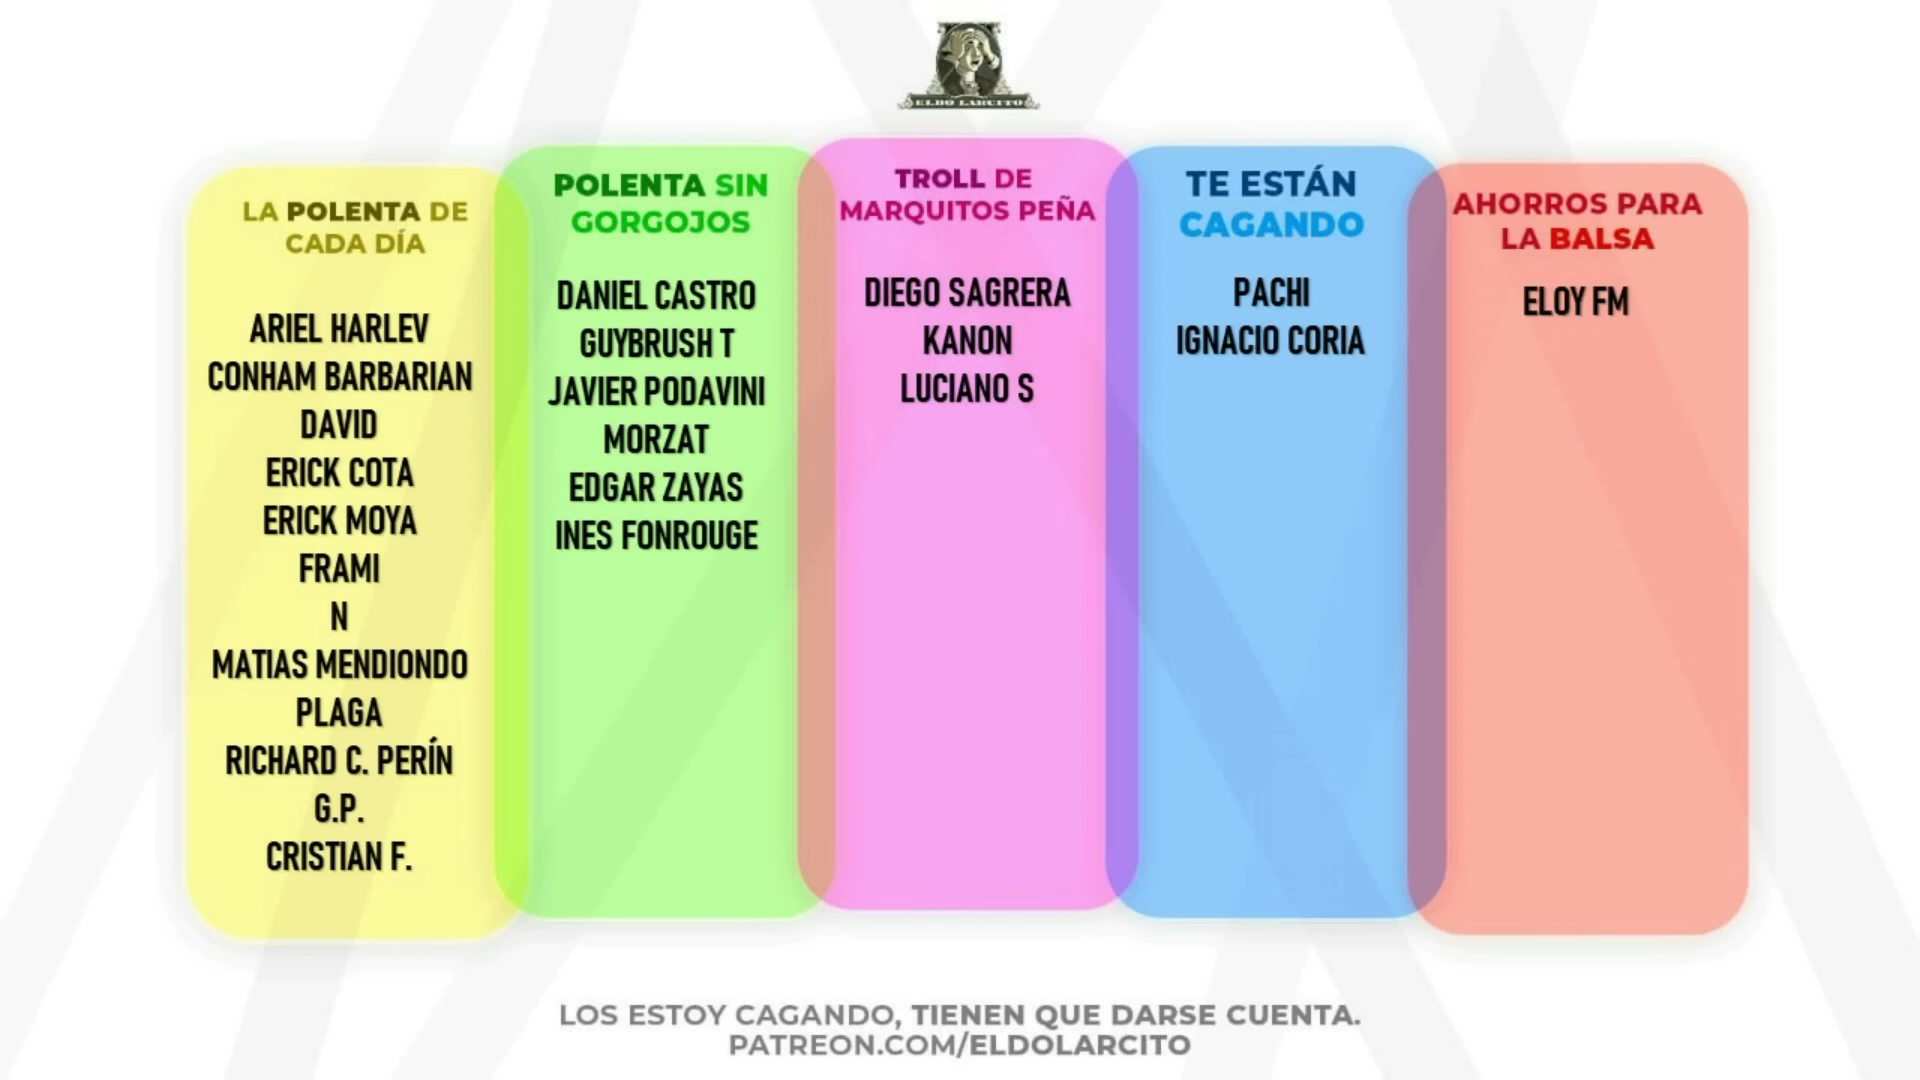 ELDO LARCITO
LA POLENTA DE
CADA DÍA
ARIEL HARLEV
CONHAM BARBARIAN
DAVID
ERICK COTA
ERICK MOYA
FRAMI
N
MATIAS MENDIONDO
PLAGA
RICHARD C. PERÍN
G.P.
CRISTIAN F.
POLENTA SIN
GORGOJOS
DANIEL CASTRO
GUYBRUSH T
JAVIER PODAVINI
MORZAT
EDGAR ZAYAS
INES FONROUGE
TROLL DE
MARQUITOS PEÑA
DIEGO SAGRERA
KANON
LUCIANO S
TE ESTÁN
CAGANDO
PACHI
IGNACIO CORIA
AHORROS PARA
LA BALSA
ELOY FM
LOS ESTOY CAGANDO, TIENEN QUE DARSE CUENTA.
PATREON.COM/ELDOLARCITO